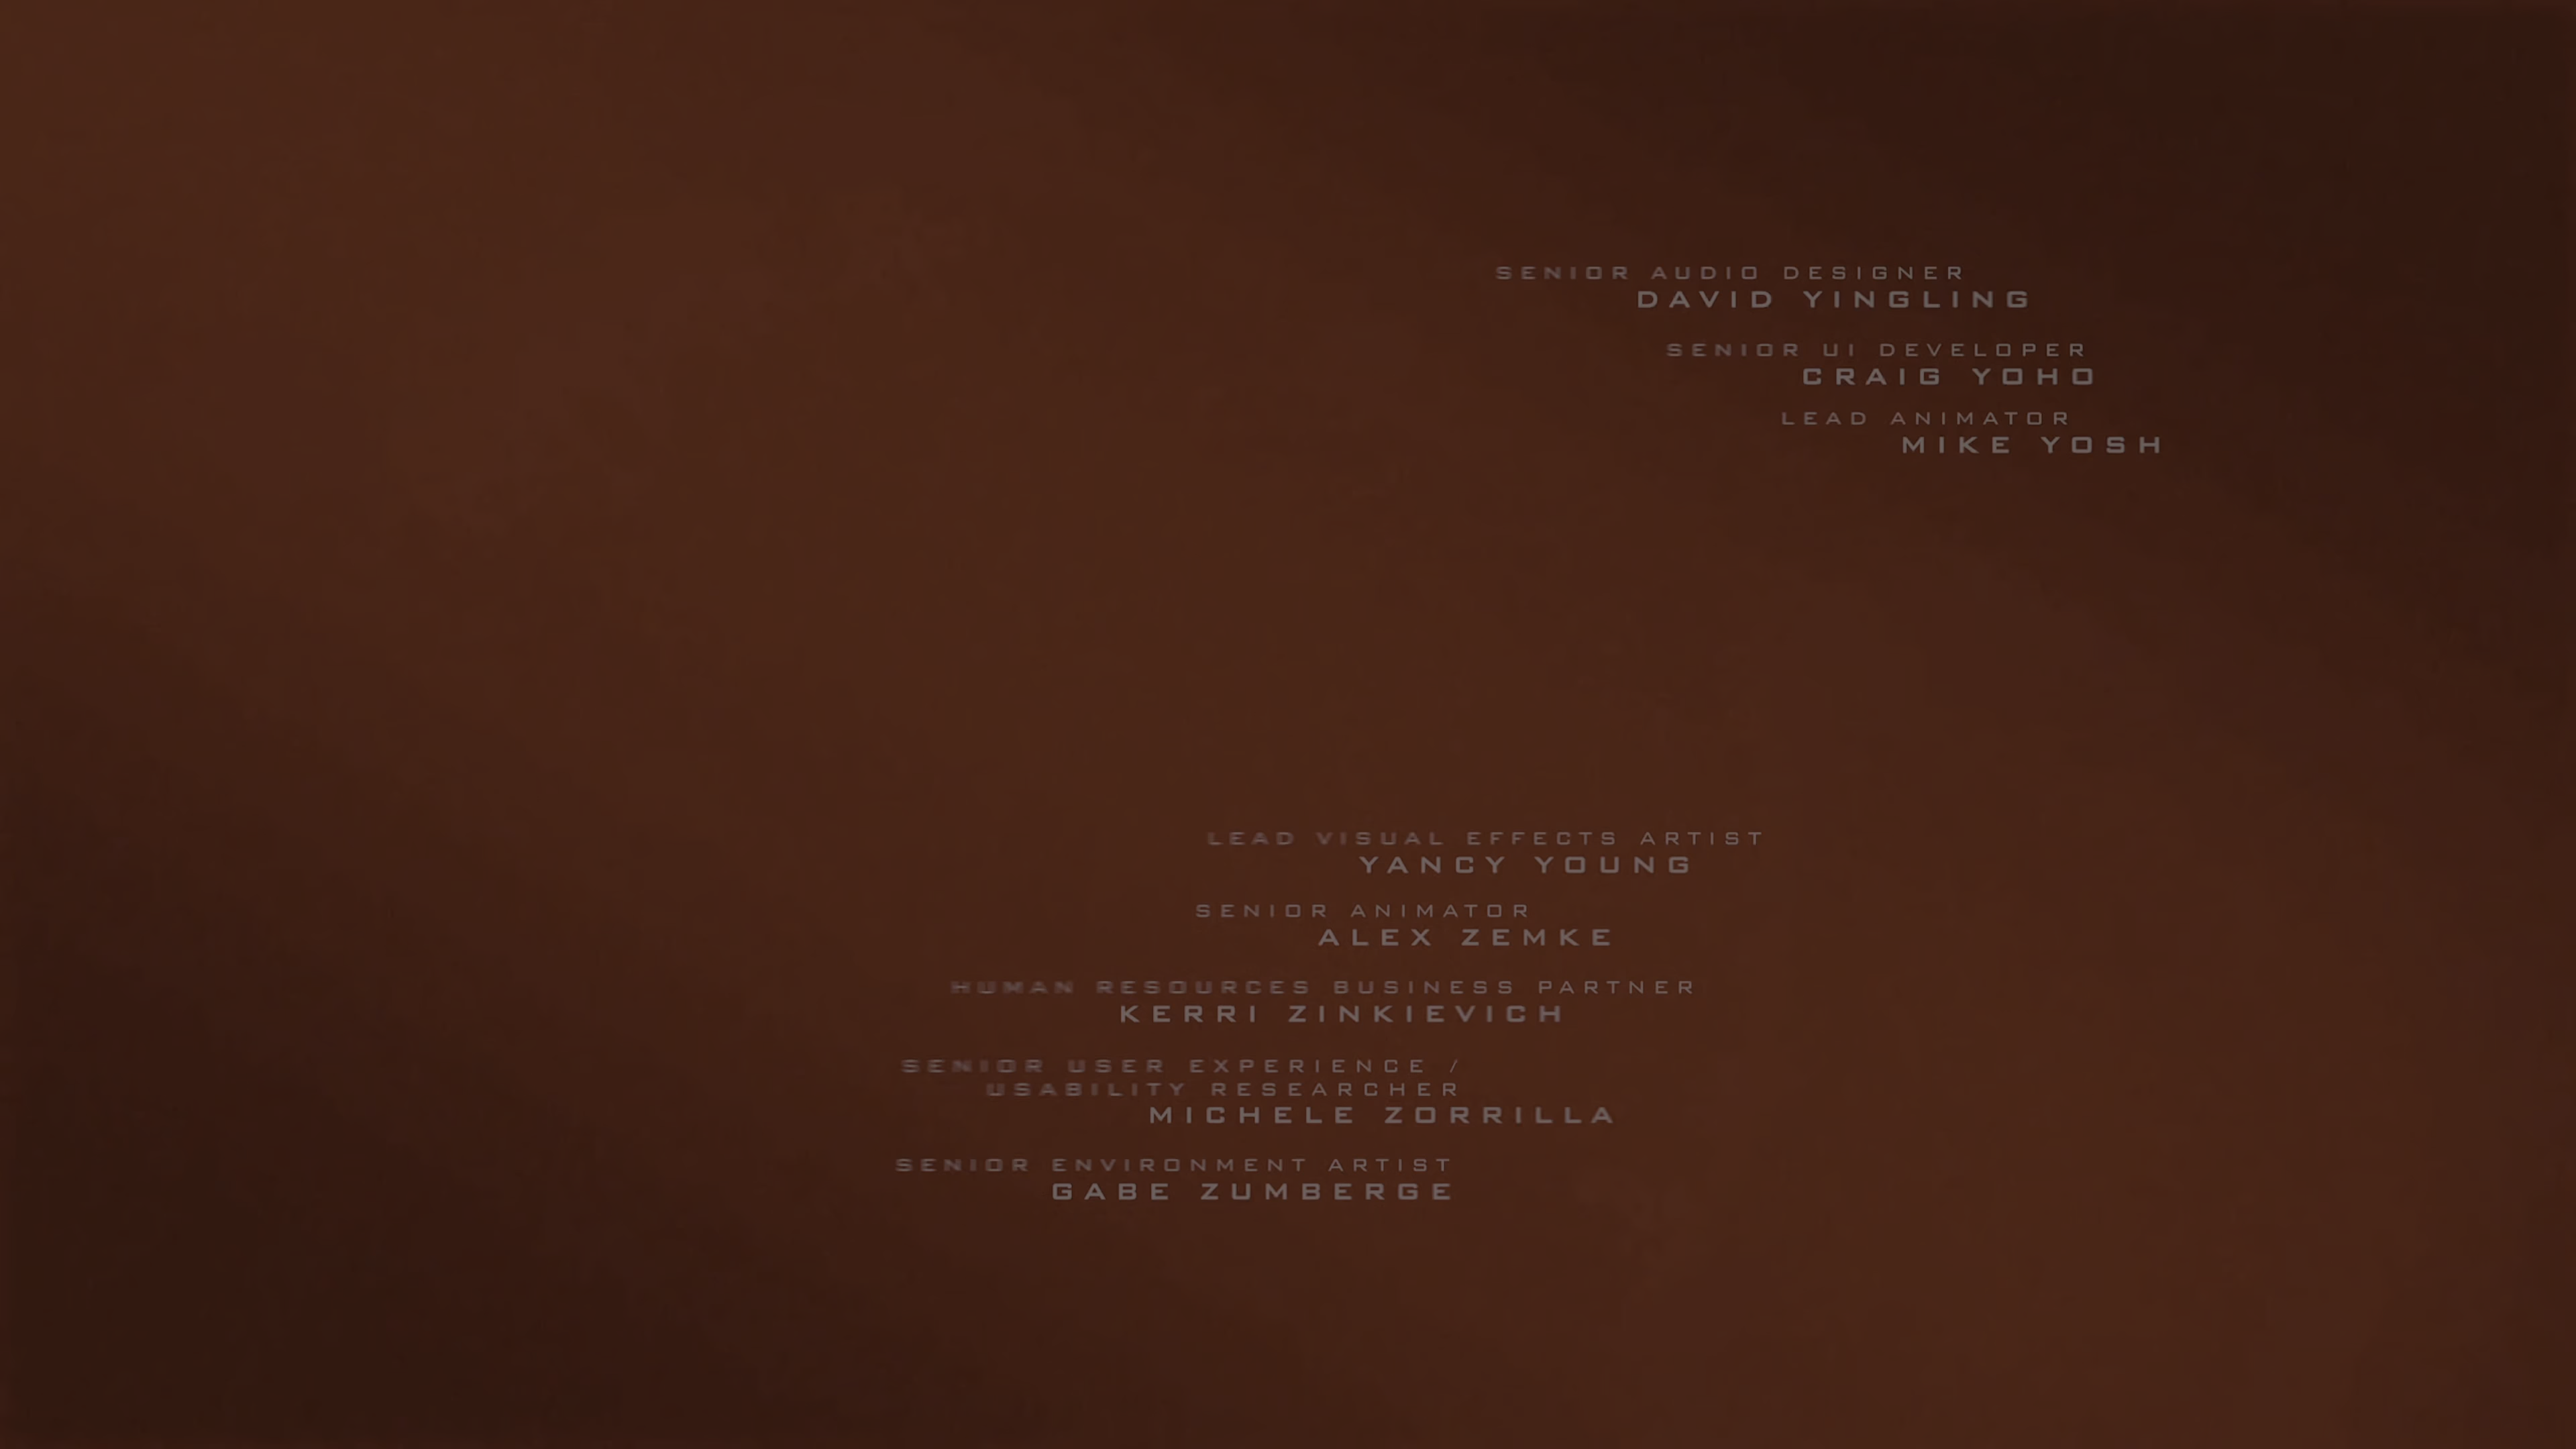 SENIOR AUDIO DESIGNER
DAVID YINGLING
SENIOR UI DEVELOPER
CRAIG YOHO
LEAD ANIMATOR
MIKE YOSH
LEAD VISUAL EFFECTS ARTIST
YANCY YOUNG
SENIOR ANIMATOR
ALEX ZEMKE
HUMAN RESOURCES BUSINESS PARTNER
KERRI ZINKIEVICH
SENIOR USER EXPERIENCE /
USABILITY RESEARCHER
MICHELE ZORRILLA
SENIOR ENVIRONMENT ARTIST
GABE ZUMBERGE